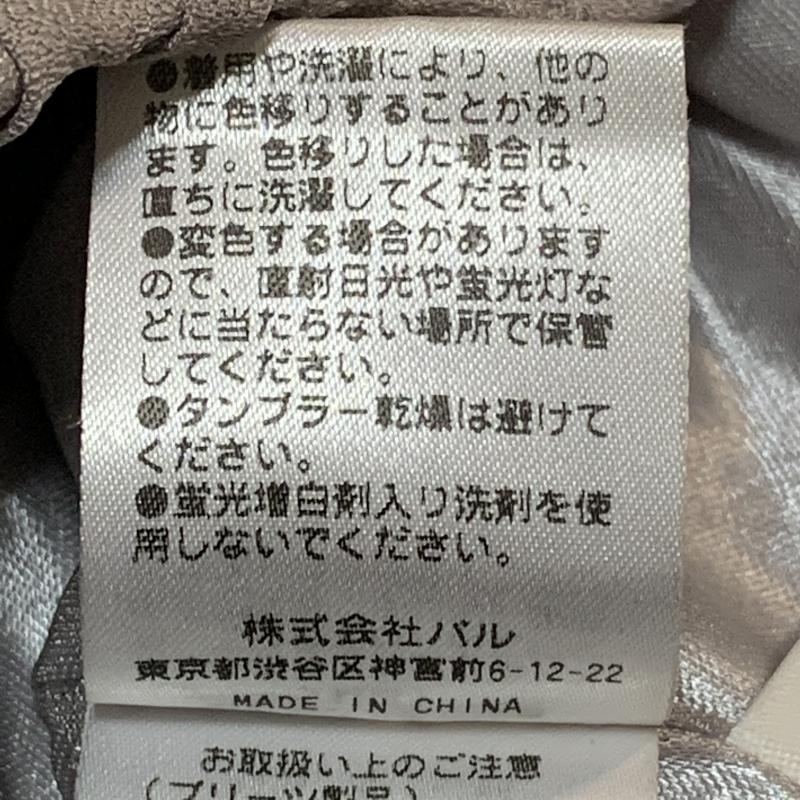 ●着用や洗濯により、他の
物に色移りすることがあり
ます。色移りした場合は、
直ちに洗濯してください。
●変色する場合があります
ので、直射日光や蛍光灯な
どに当たらない場所で保管
してください。
●タンブラー乾燥は避けて
ください。
●蛍光増白剤入り洗剤を使
用しないでください。
株式会社バル
東京都渋谷区神宮前6-12-22
MADE IN CHINA
お取扱い上のご注意
(プリーツ製品)